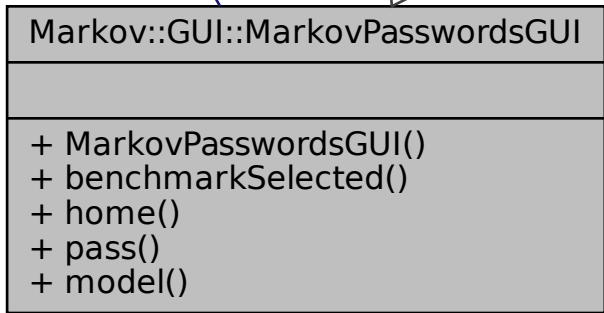 Markov::GUI::MarkovPasswordsGUI
+ MarkovPasswordsGUI()
+ benchmarkSelected()
+ home()
+ pass()
+ model()